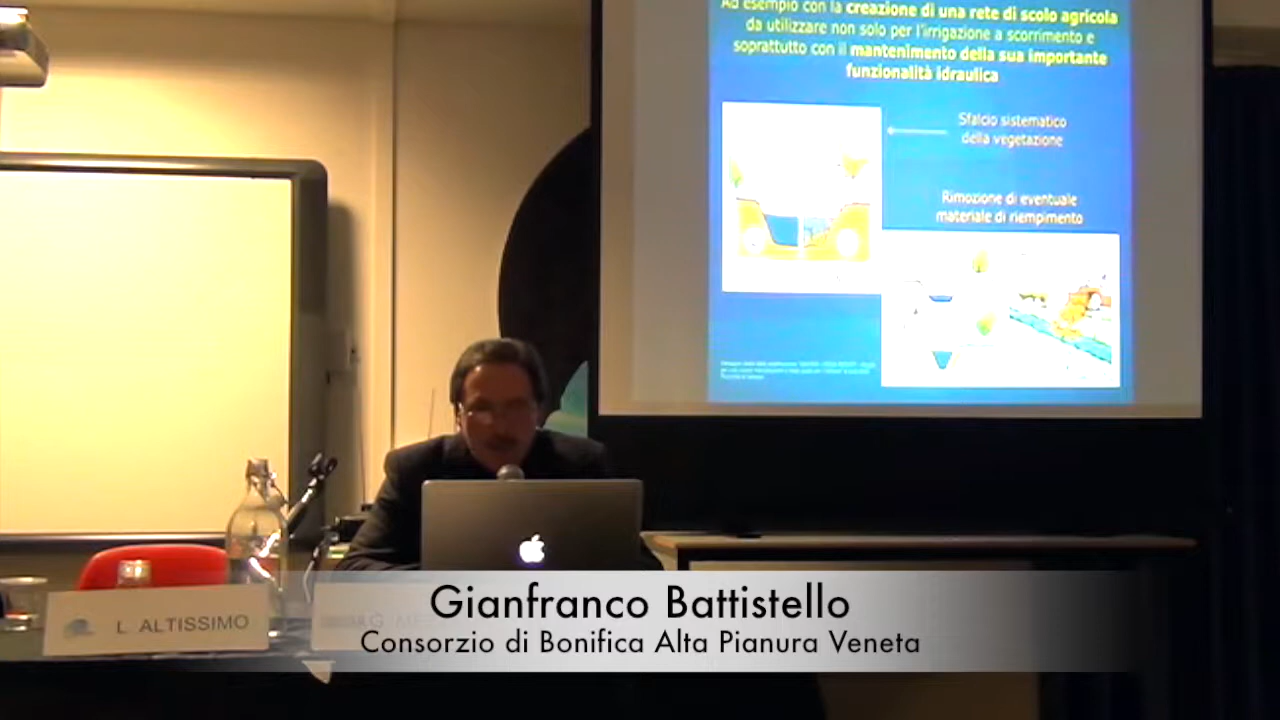 Ad esempio con la creazione di una rete di scolo agricola
da utilizzare non solo per l'irrigazione a scorrimento e
soprattutto con il mantenimento della sua importante
funzionalità idraulica
Sfalcio sistematico
della vegetazione
Rimozione di eventuale
materiale di riempimento
L. ALTISSIMO
Gianfranco Battistello
Consorzio di Bonifica Alta Pianura Veneta